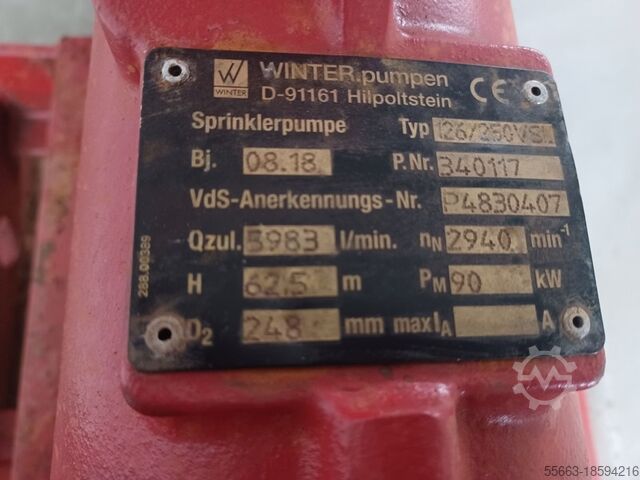 W WINTER.pumpen CE
WINTER D-91161 Hilpoltstein
Sprinklerpumpe Typ 26/250VS
Bj. 08.18 P.Nr. 340117
VdS-Anerkennungs-Nr. P4830407
Qzul. 5983 l/min. nN 2940 min-1
H 62.5 m PM 90 kW
D2 248 mm max IA A
288.00389
55663-18594216